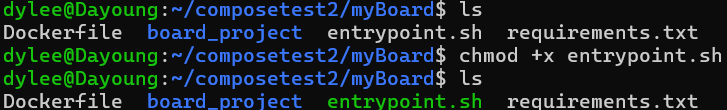 dylee@Dayoung:~/composetest2/myBoard$ ls
Dockerfile  board_project  entrypoint.sh  requirements.txt
dylee@Dayoung:~/composetest2/myBoard$ chmod +x entrypoint.sh
dylee@Dayoung:~/composetest2/myBoard$ ls
Dockerfile  board_project  entrypoint.sh  requirements.txt